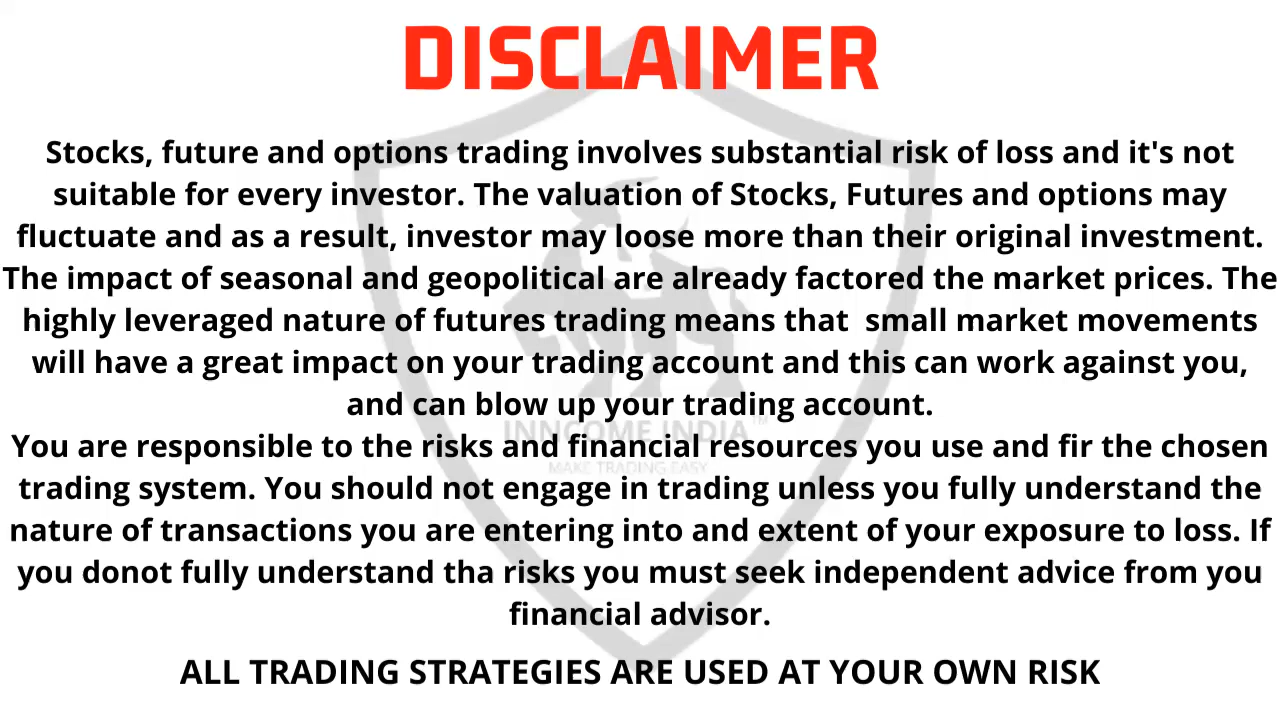 DISCLAIMER
Stocks, future and options trading involves substantial risk of loss and it's not
suitable for every investor. The valuation of Stocks, Futures and options may
fluctuate and as a result, investor may loose more than their original investment.
The impact of seasonal and geopolitical are already factored the market prices. The
highly leveraged nature of futures trading means that  small market movements
will have a great impact on your trading account and this can work against you,
and can blow up your trading account.
INNCOME INDIA™
You are responsible to the risks and financial resources you use and fir the chosen
MAKE TRADING EASY
trading system. You should not engage in trading unless you fully understand the
nature of transactions you are entering into and extent of your exposure to loss. If
you donot fully understand tha risks you must seek independent advice from you
financial advisor.
ALL TRADING STRATEGIES ARE USED AT YOUR OWN RISK